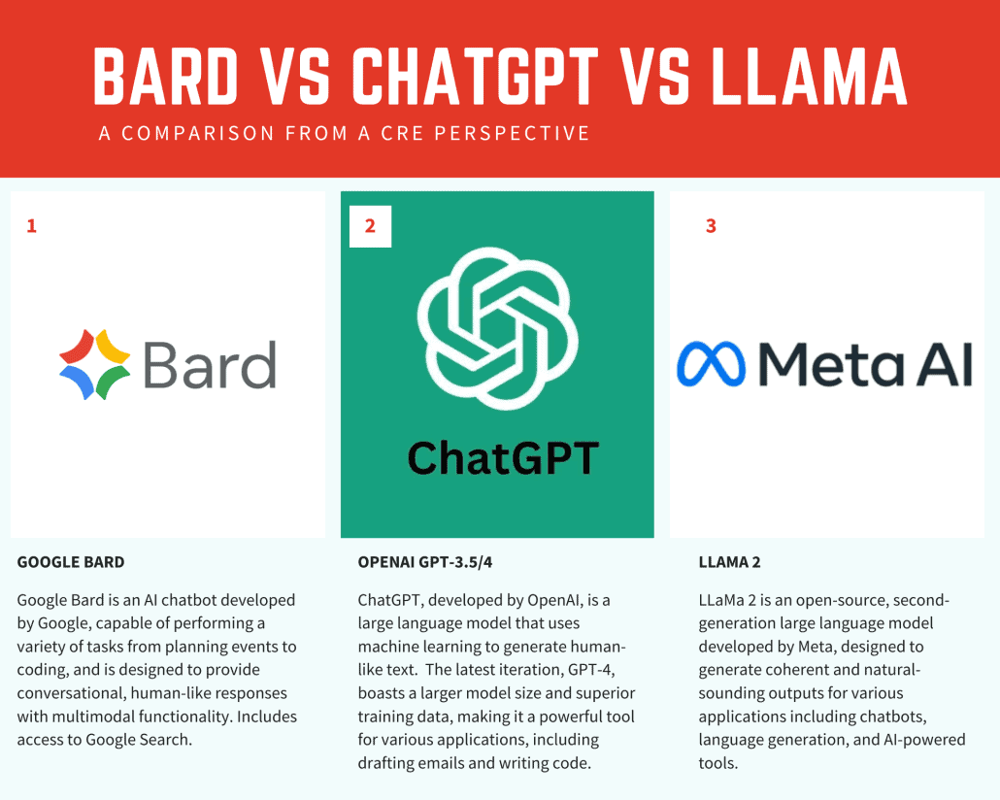 BARD VS CHATGPT VS LLAMA
A COMPARISON FROM A CRE PERSPECTIVE
1
Bard
GOOGLE BARD
Google Bard is an AI chatbot developed
by Google, capable of performing a
variety of tasks from planning events to
coding, and is designed to provide
conversational, human-like responses
with multimodal functionality. Includes
access to Google Search.
2
ChatGPT
OPENAI GPT-3.5/4
ChatGPT, developed by OpenAI, is a
large language model that uses
machine learning to generate human-
like text.  The latest iteration, GPT-4,
boasts a larger model size and superior
training data, making it a powerful tool
for various applications, including
drafting emails and writing code.
3
Meta AI
LLAMA 2
LLaMa 2 is an open-source, second-
generation large language model
developed by Meta, designed to
generate coherent and natural-
sounding outputs for various
applications including chatbots,
language generation, and AI-powered
tools.